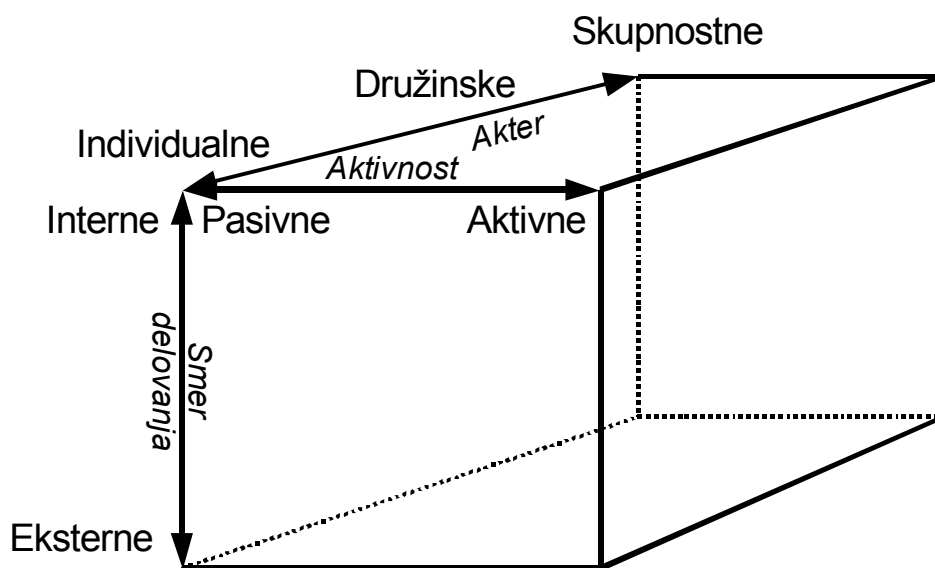 Skupnostne
Družinske
Akter
Individualne
Aktivnost
Interne
Pasivne
Aktivne
Smer
delovanja
Eksterne